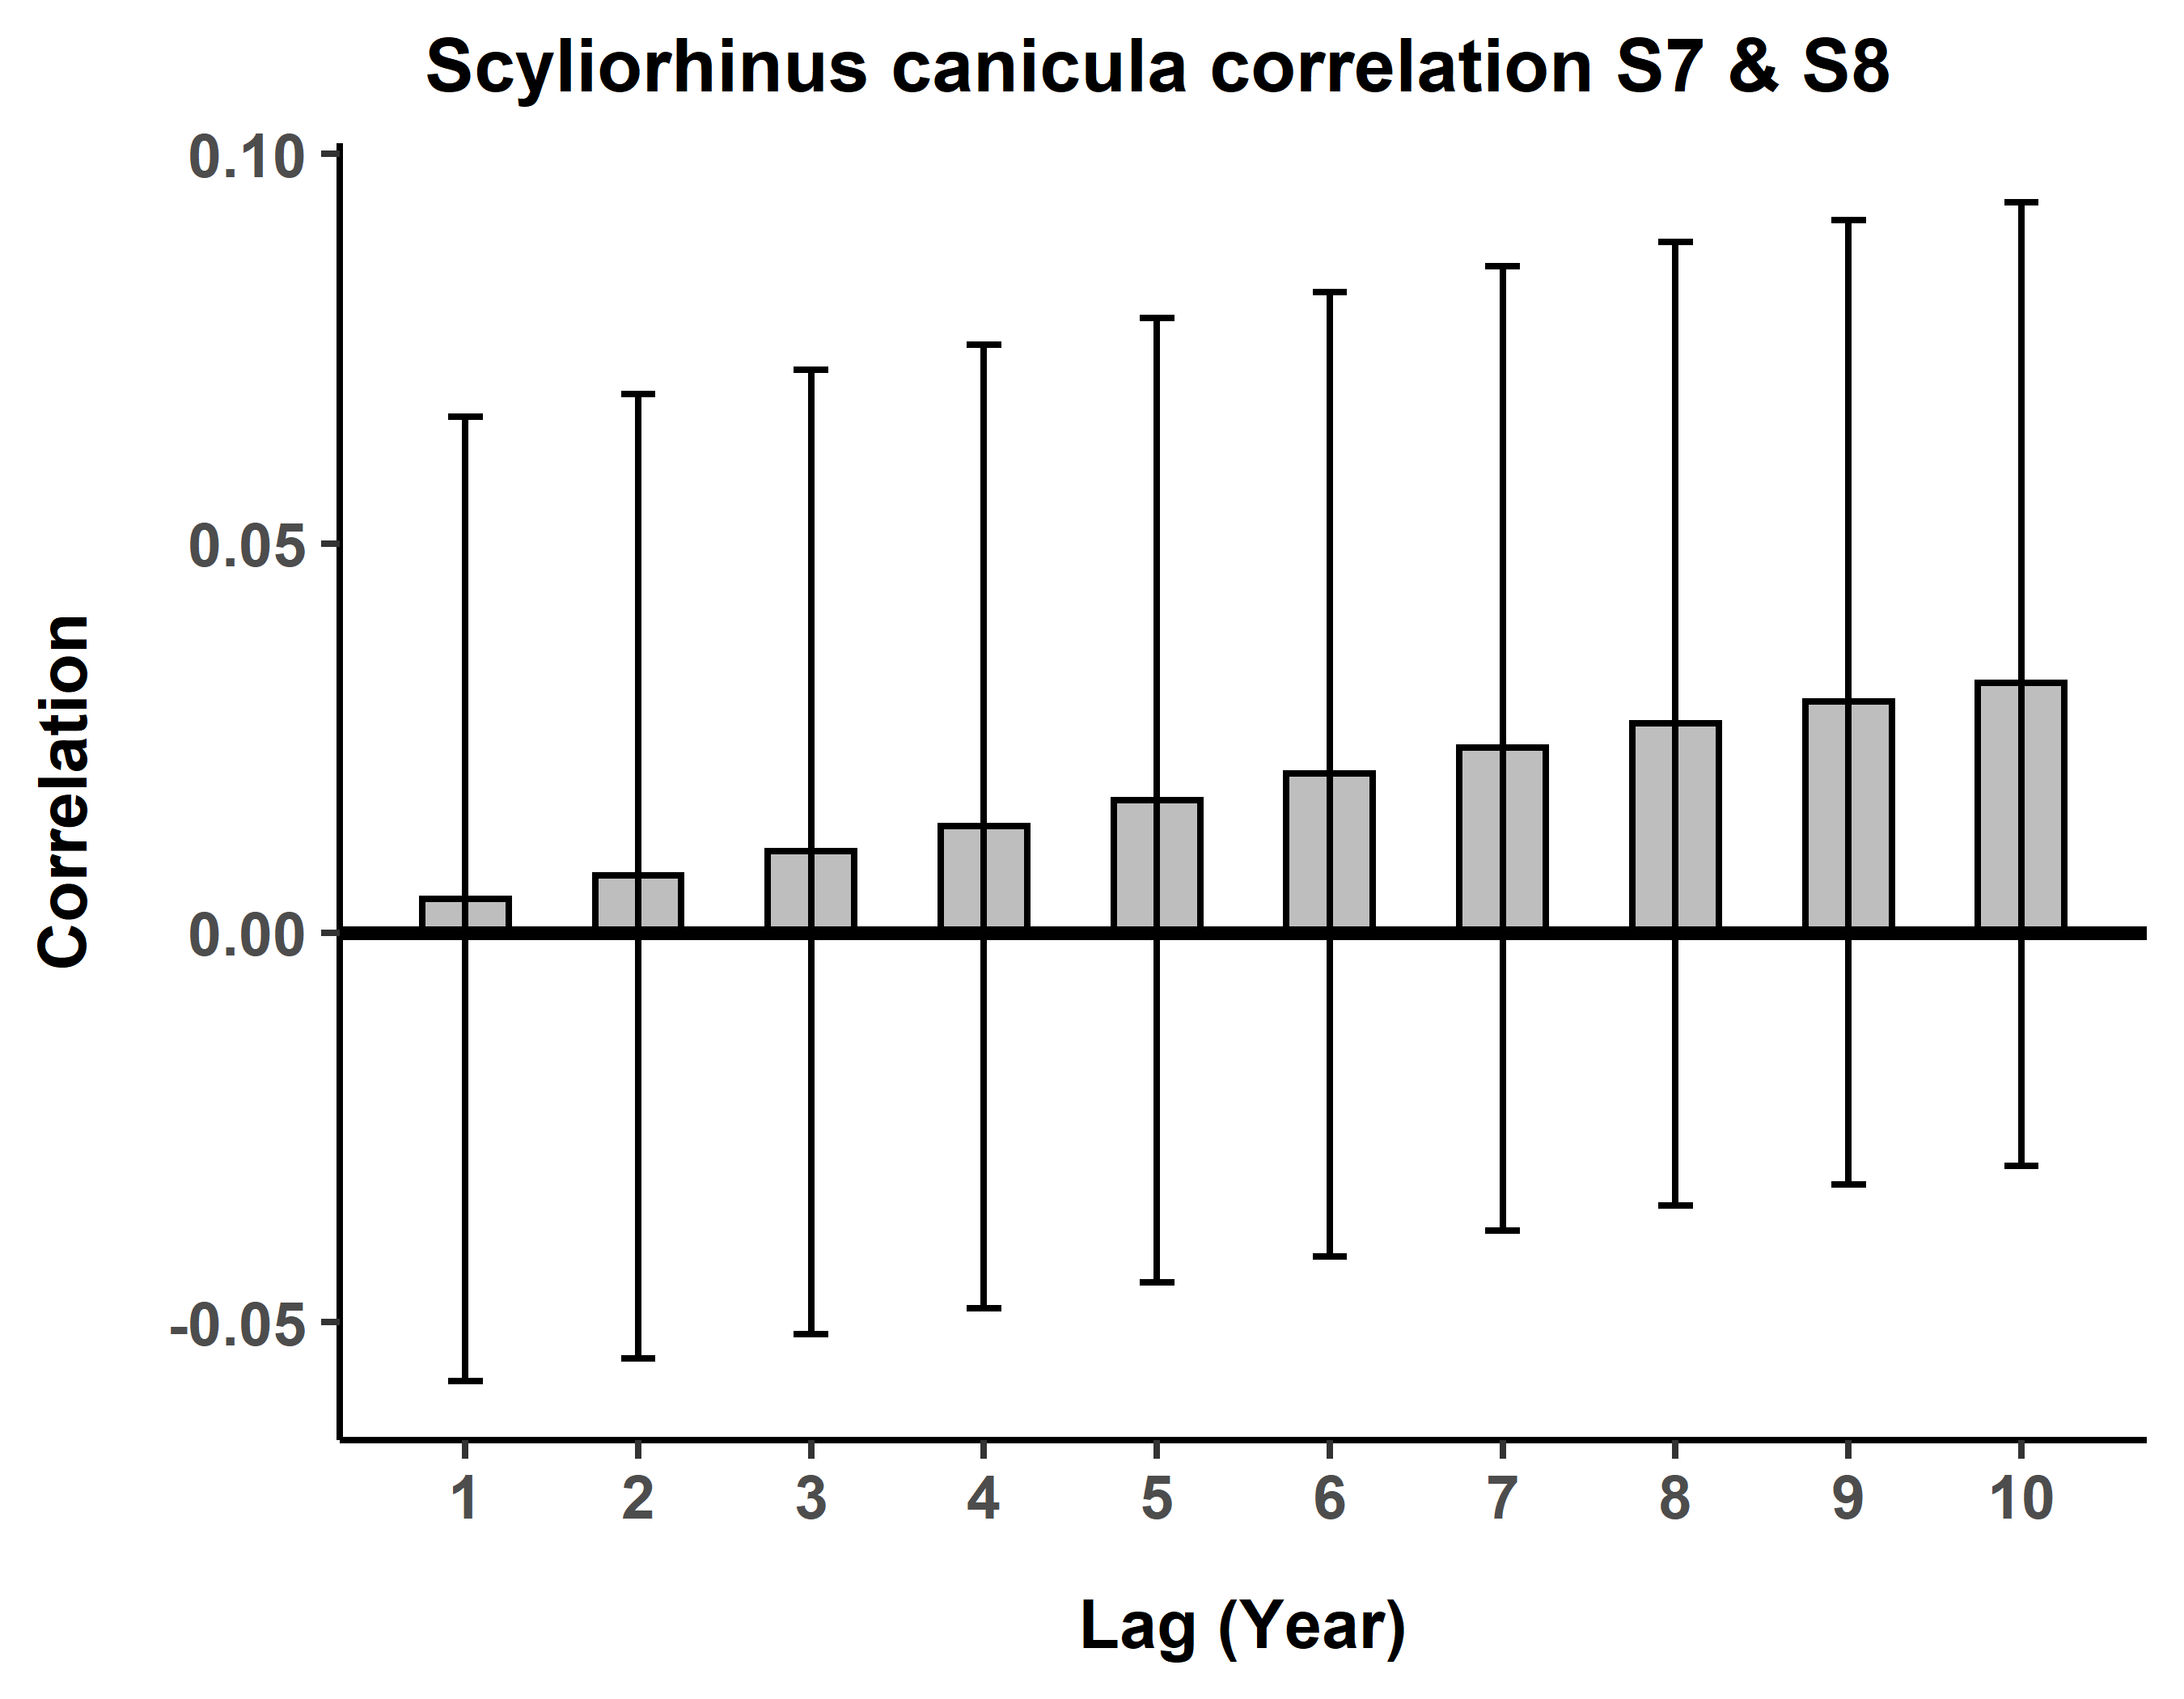 Scyliorhinus canicula correlation S7 & S8
0.10
0.05
0.00
-0.05
Correlation
1 2 3 4 5 6 7 8 9 10
Lag (Year)